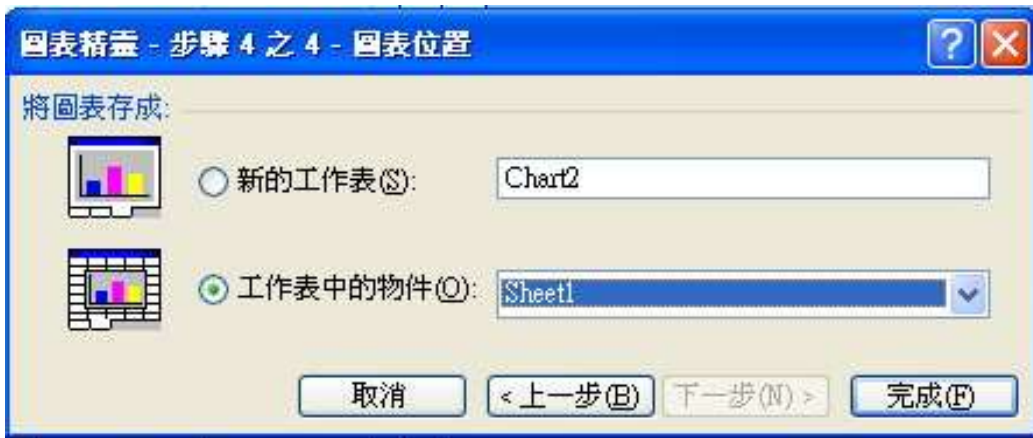 圖表精靈 - 步驟 4 之 4 - 圖表位置
將圖表存成:
新的工作表(S):
Chart2
工作表中的物件(O):
Sheet1
取消
< 上一步(B)
下一步(N) >
完成(F)